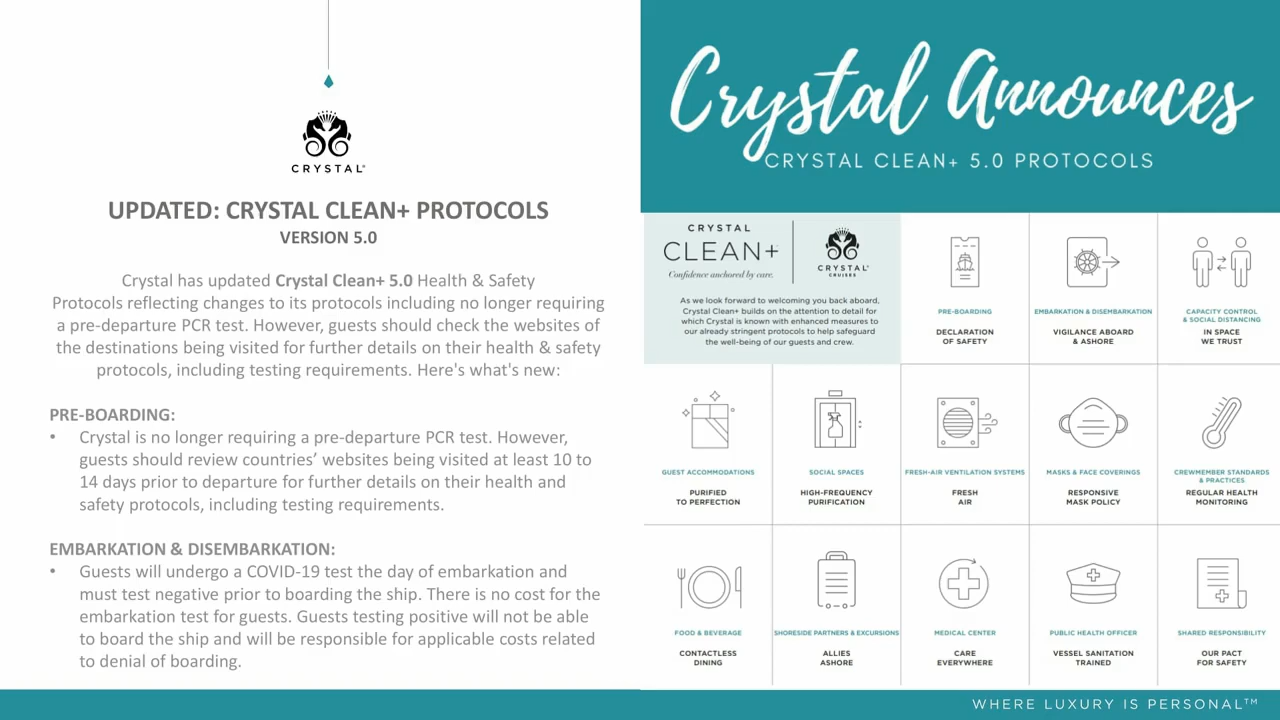 CRYSTAL
UPDATED: CRYSTAL CLEAN+ PROTOCOLS
VERSION 5.0
Crystal has updated Crystal Clean+ 5.0 Health & Safety
Protocols reflecting changes to its protocols including no longer requiring
a pre-departure PCR test. However, guests should check the websites of
the destinations being visited for further details on their health & safety
protocols, including testing requirements. Here's what's new:
PRE-BOARDING:
• Crystal is no longer requiring a pre-departure PCR test. However,
guests should review countries’ websites being visited at least 10 to
14 days prior to departure for further details on their health and
safety protocols, including testing requirements.
EMBARKATION & DISEMBARKATION:
• Guests will undergo a COVID-19 test the day of embarkation and
must test negative prior to boarding the ship. There is no cost for the
embarkation test for guests. Guests testing positive will not be able
to board the ship and will be responsible for applicable costs related
to denial of boarding.
Crystal Announces
CRYSTAL CLEAN+ 5.0 PROTOCOLS
CRYSTAL
CLEAN+
Confidence anchored by care.
CRYSTAL
CRUISES
As we look forward to welcoming you back aboard,
Crystal Clean+ builds on the attention to detail for
which Crystal is known with enhanced measures to
our already stringent protocols to help safeguard
the well-being of our guests and crew.
PRE-BOARDING
DECLARATION
OF SAFETY
EMBARKATION & DISEMBARKATION
VIGILANCE ABOARD
& ASHORE
CAPACITY CONTROL
& SOCIAL DISTANCING
IN SPACE
WE TRUST
GUEST ACCOMMODATIONS
PURIFIED
TO PERFECTION
SOCIAL SPACES
HIGH-FREQUENCY
PURIFICATION
FRESH-AIR VENTILATION SYSTEMS
FRESH
AIR
MASKS & FACE COVERINGS
RESPONSIVE
MASK POLICY
CREWMEMBER STANDARDS
& PRACTICES
REGULAR HEALTH
MONITORING
FOOD & BEVERAGE
CONTACTLESS
DINING
SHORESIDE PARTNERS & EXCURSIONS
ALLIES
ASHORE
MEDICAL CENTER
CARE
EVERYWHERE
PUBLIC HEALTH OFFICER
VESSEL SANITATION
TRAINED
SHARED RESPONSIBILITY
OUR PACT
FOR SAFETY
WHERE LUXURY IS PERSONAL™